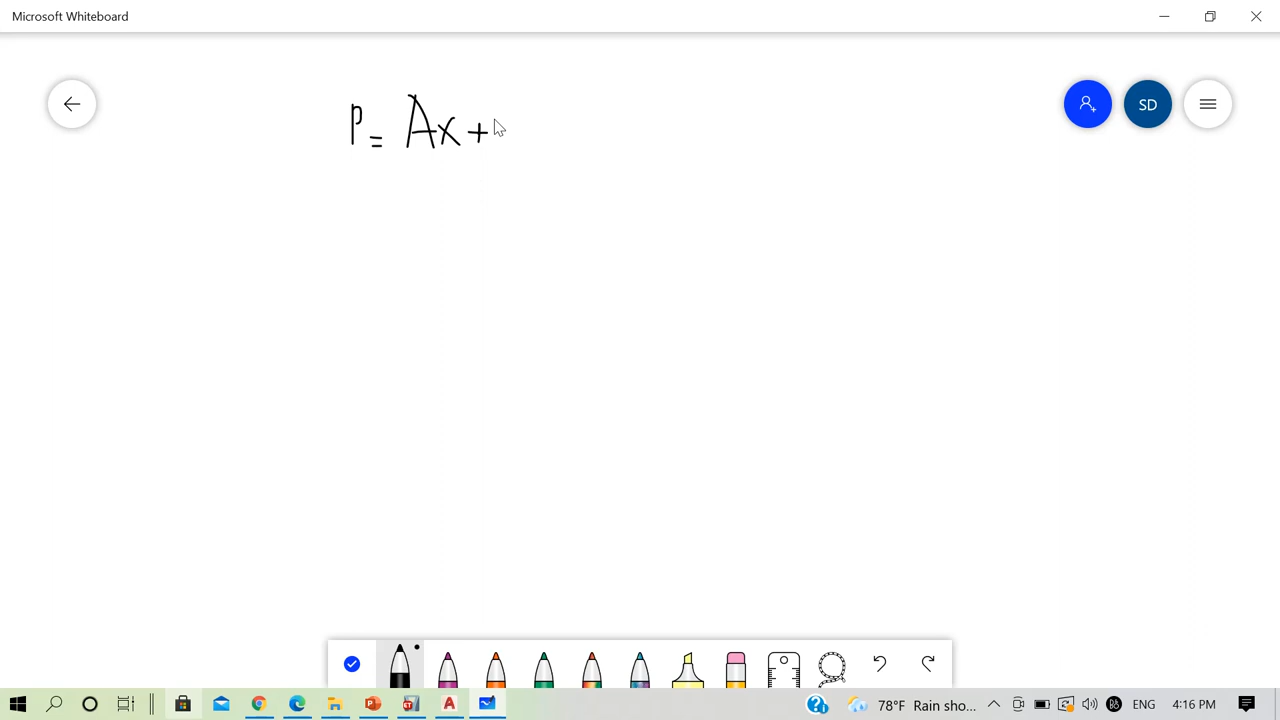 Microsoft Whiteboard
SD
P = Ax +
78°F Rain sho...
ENG
4:16 PM